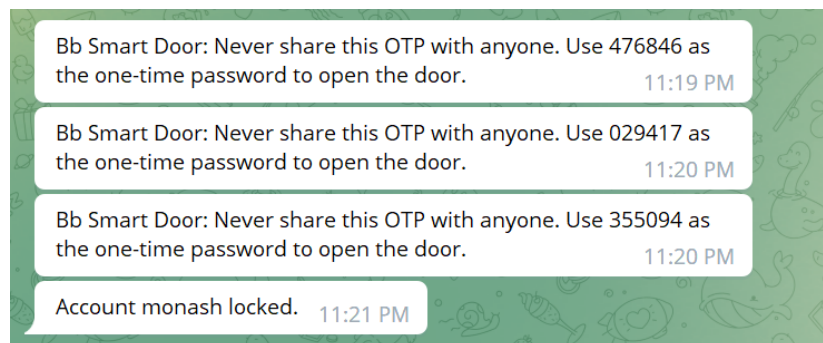 Bb Smart Door: Never share this OTP with anyone. Use 476846 as
the one-time password to open the door.
11:19 PM
Bb Smart Door: Never share this OTP with anyone. Use 029417 as
the one-time password to open the door.
11:20 PM
Bb Smart Door: Never share this OTP with anyone. Use 355094 as
the one-time password to open the door.
11:20 PM
Account monash locked. 11:21 PM